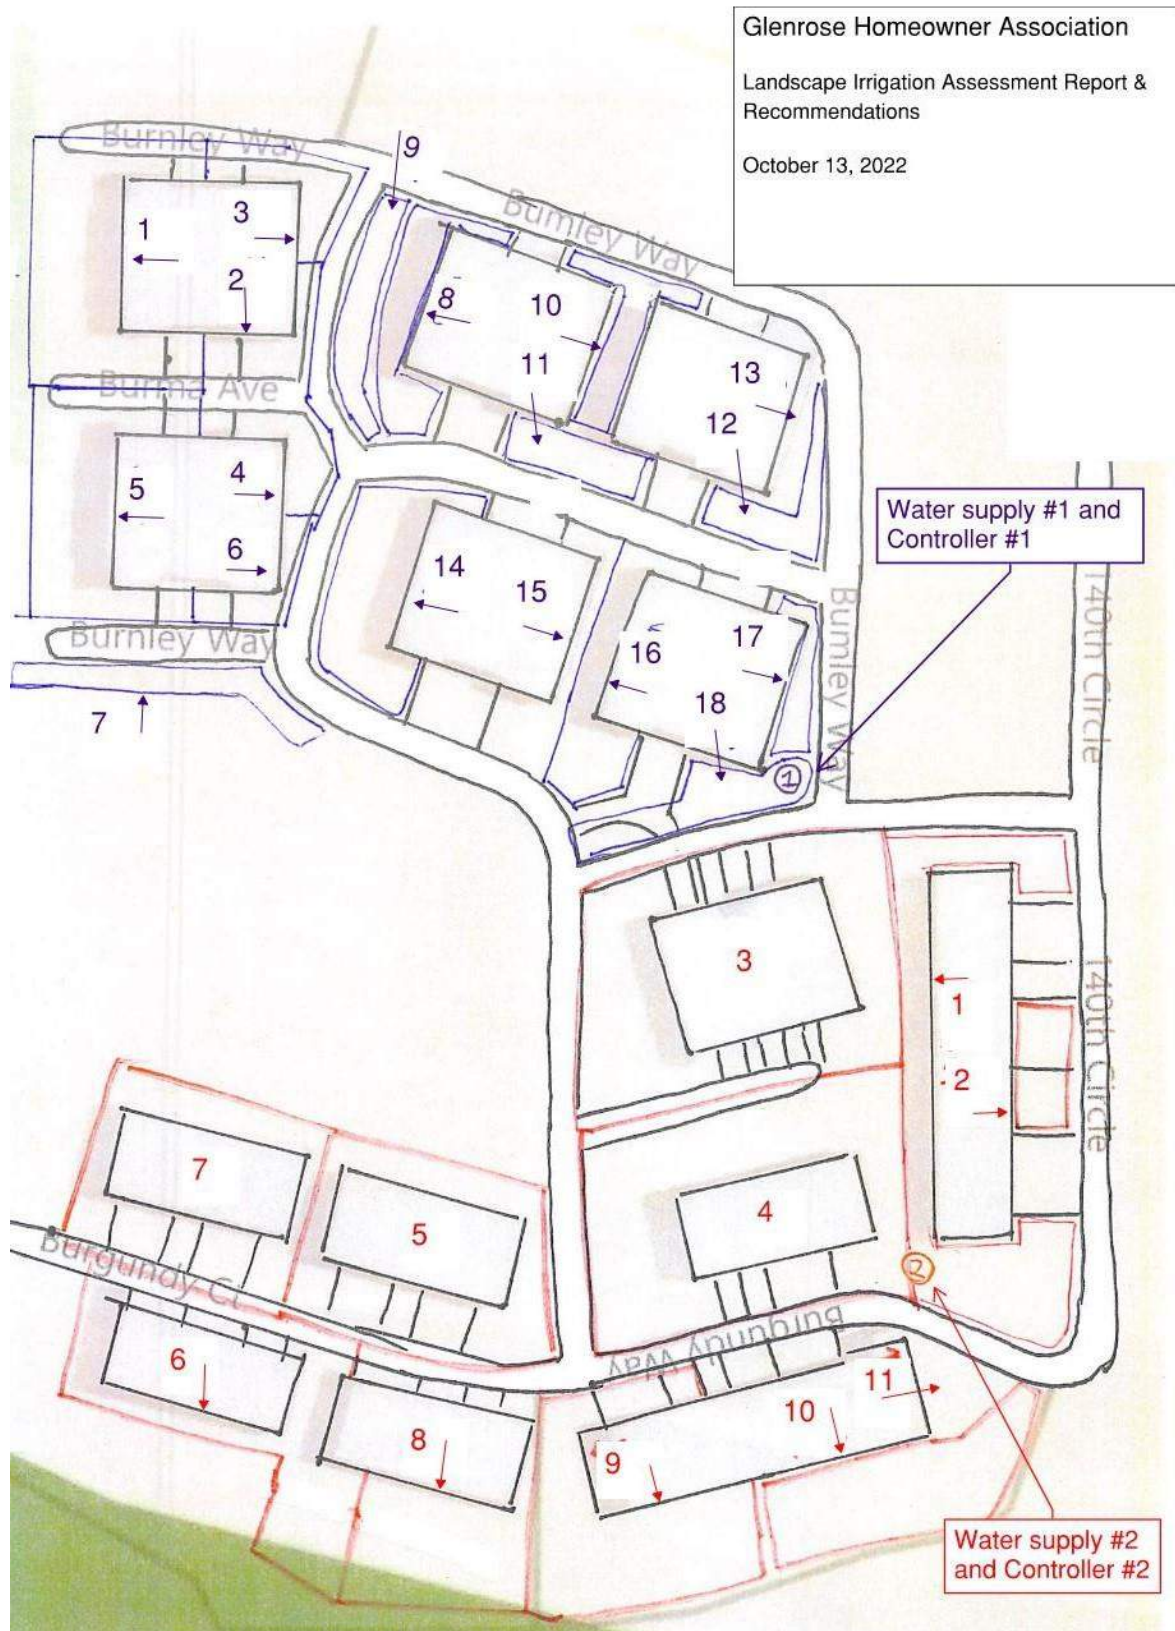 Glenrose Homeowner Association
Landscape Irrigation Assessment Report &
Recommendations
October 13, 2022
Burnley Way
9
Burnley Way
1
3
2
8
10
11
13
12
Burma Ave
5
4
6
Water supply #1 and
Controller #1
14
15
16
17
18
Burnley Way
7
Burnley Way
1
140th Circle
3
1
2
140th Circle
7
5
4
2
Burgundy Ct
Burgundy Way
6
8
9
10
11
Water supply #2
and Controller #2